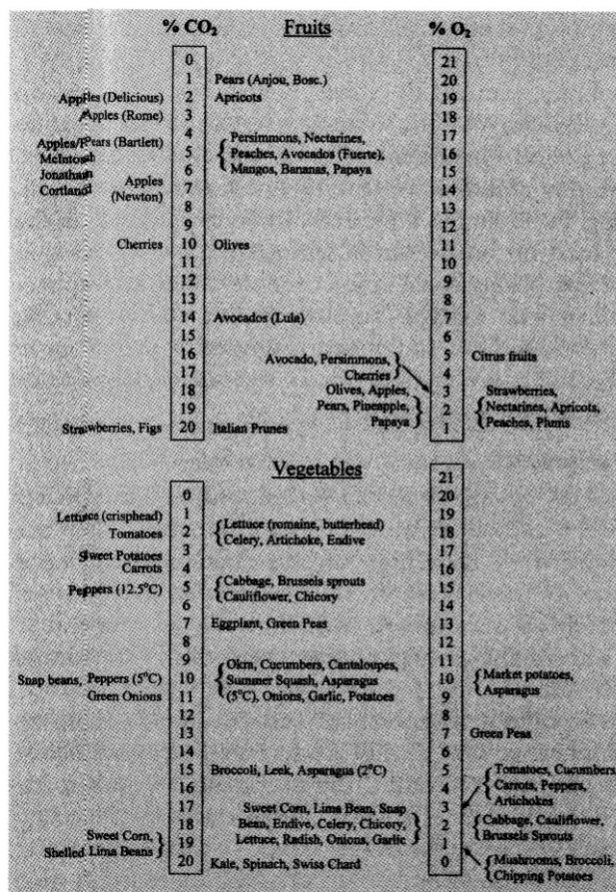 % CO₂ Fruits % O₂
0 21
1 Pears (Anjou, Bosc.) 20
Apples (Delicious) 2 Apricots 19
Apples (Rome) 3 18
4 17
Pears (Bartlett) 5 16
McIntosh
Jonathan
Cortland
{ Persimmons, Nectarines,
Peaches, Avocados (Fuerte),
Mangos, Bananas, Papaya
6 15
Apples
(Newton)
7 14
8 13
9 12
Cherries 10 Olives 11
11 10
12 9
13 8
14 Avocados (Lula) 7
15 6
16 5 Citrus fruits
Avocado, Persimmons,
Cherries
17 4
18 3
Olives, Apples,
Pears, Pineapple,
Papaya
19 2
Strawberries,
Nectarines, Apricots,
Peaches, Plums
Strawberries, Figs 20 Italian Prunes 1
Vegetables
0 21
20
Lettuce (crisphead) 1 19
Tomatoes 2 18
{ Lettuce (romaine, butterhead)
Celery, Artichoke, Endive
Sweet Potatoes 3 17
Carrots 4 16
Peppers (12.5°C) 5 15
{ Cabbage, Brussels sprouts
Cauliflower, Chicory
6 14
7 Eggplant, Green Peas 13
8 12
9 11
Snap beans, Peppers (5°C) 10 10
{ Okra, Cucumbers, Cantaloupes,
Summer Squash, Asparagus
(5°C), Onions, Garlic, Potatoes
{ Market potatoes,
Asparagus
Green Onions 11 9
12 8
13 7 Green Peas
14 6
15 Broccoli, Leek, Asparagus (2°C) 5
16 4
{ Tomatoes, Cucumbers
Carrots, Peppers,
Artichokes
17 3
18 2
Sweet Corn, Lima Bean, Snap
Bean, Endive, Celery, Chicory,
Lettuce, Radish, Onions, Garlic
{ Cabbage, Cauliflower,
Brussels Sprouts
Sweet Corn,
Shelled Lima Beans
19 1
20 Kale, Spinach, Swiss Chard 0
{ Mushrooms, Broccoli,
Chipping Potatoes